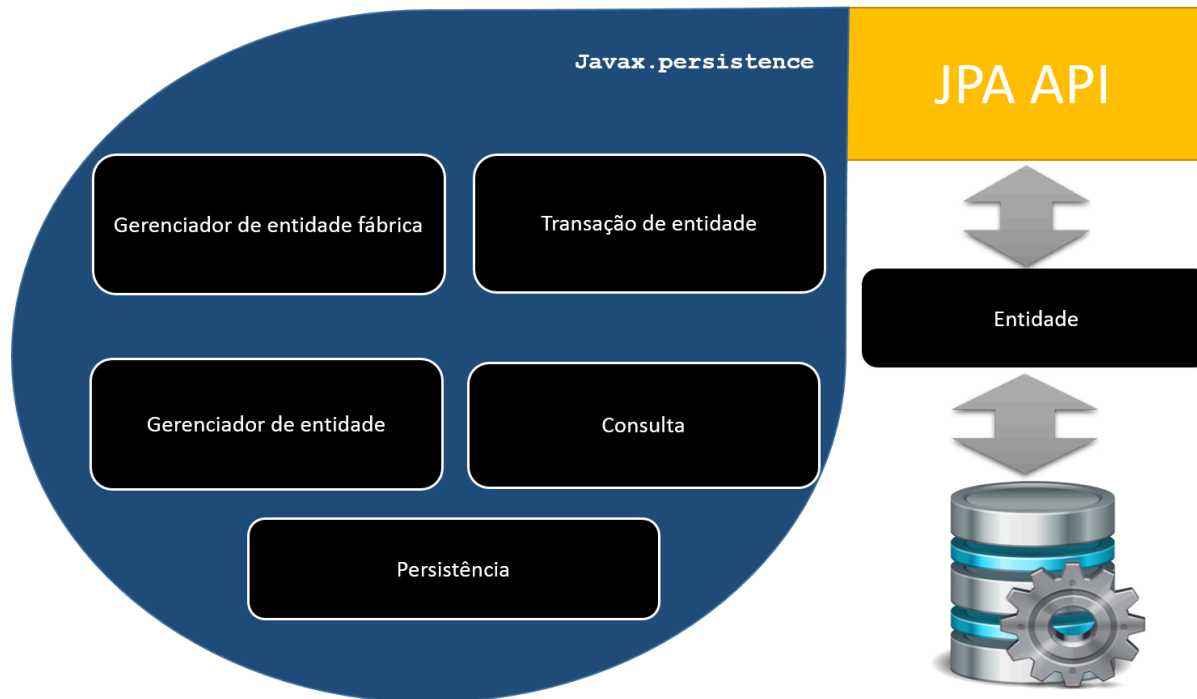 Javax.persistence
JPA API
Gerenciador de entidade fábrica
Transação de entidade
Entidade
Gerenciador de entidade
Consulta
Persistência